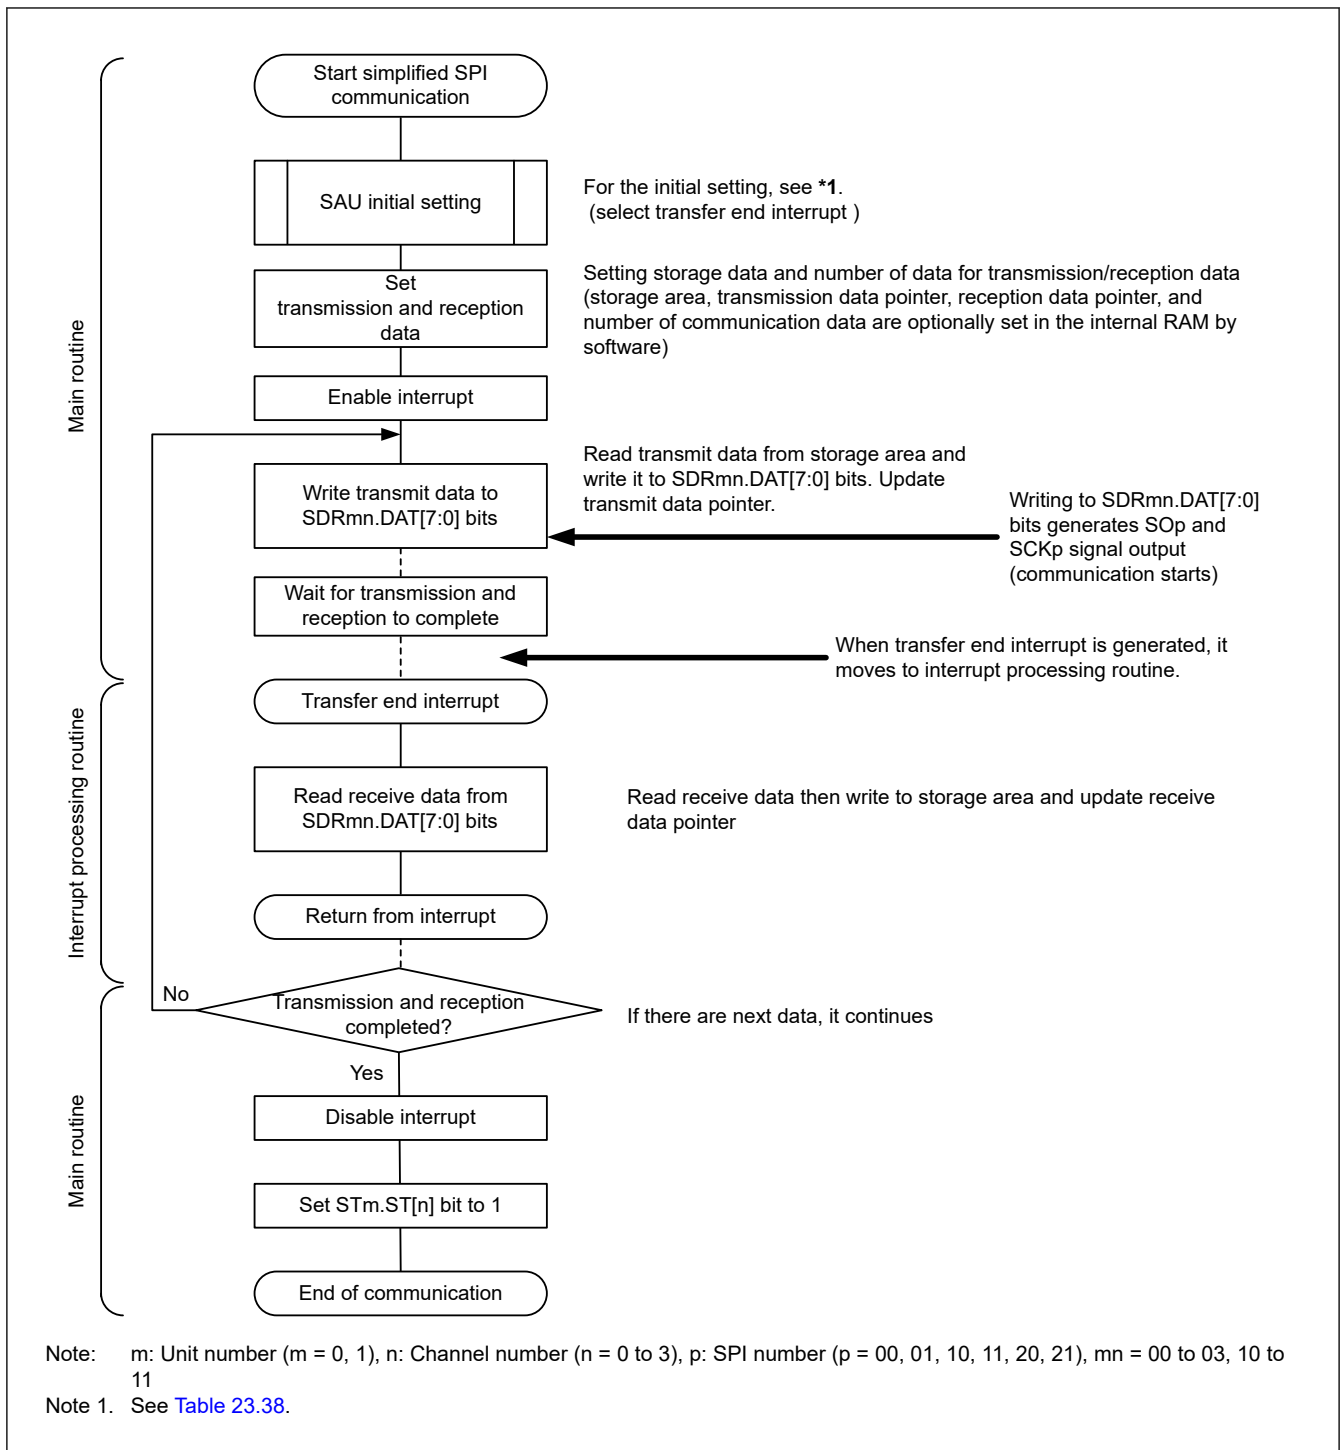 Start simplified SPI
communication
SAU initial setting
For the initial setting, see *1.
(select transfer end interrupt )
Set
transmission and reception
data
Setting storage data and number of data for transmission/reception data
(storage area, transmission data pointer, reception data pointer, and
number of communication data are optionally set in the internal RAM by
software)
Main routine
Enable interrupt
Write transmit data to
SDRmn.DAT[7:0] bits
Read transmit data from storage area and
write it to SDRmn.DAT[7:0] bits. Update
transmit data pointer.
Writing to SDRmn.DAT[7:0]
bits generates SOp and
SCKp signal output
(communication starts)
Wait for transmission and
reception to complete
When transfer end interrupt is generated, it
moves to interrupt processing routine.
Transfer end interrupt
Interrupt processing routine
Read receive data from
SDRmn.DAT[7:0] bits
Read receive data then write to storage area and update receive
data pointer
Return from interrupt
No
Transmission and reception
completed?
If there are next data, it continues
Yes
Main routine
Disable interrupt
Set STm.ST[n] bit to 1
End of communication
Note: m: Unit number (m = 0, 1), n: Channel number (n = 0 to 3), p: SPI number (p = 00, 01, 10, 11, 20, 21), mn = 00 to 03, 10 to
11
Note 1. See Table 23.38.